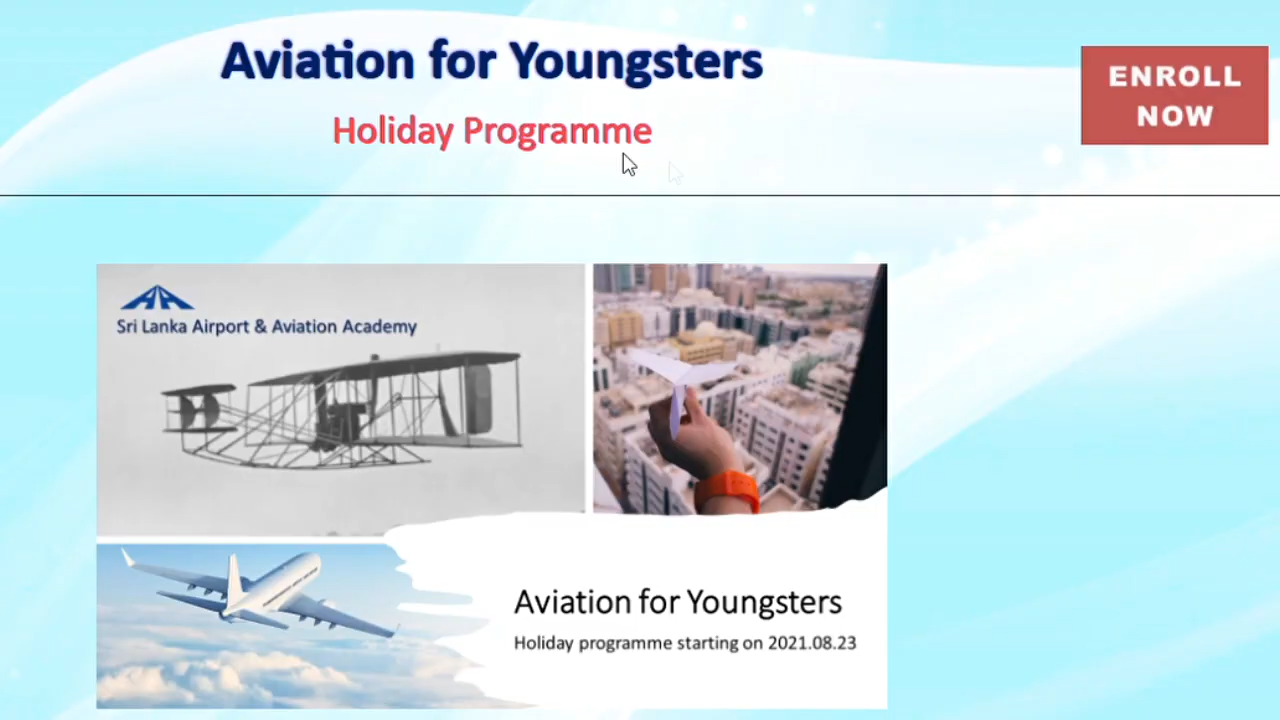 Aviation for Youngsters
Holiday Programme
ENROLL
NOW
Sri Lanka Airport & Aviation Academy
Aviation for Youngsters
Holiday programme starting on 2021.08.23